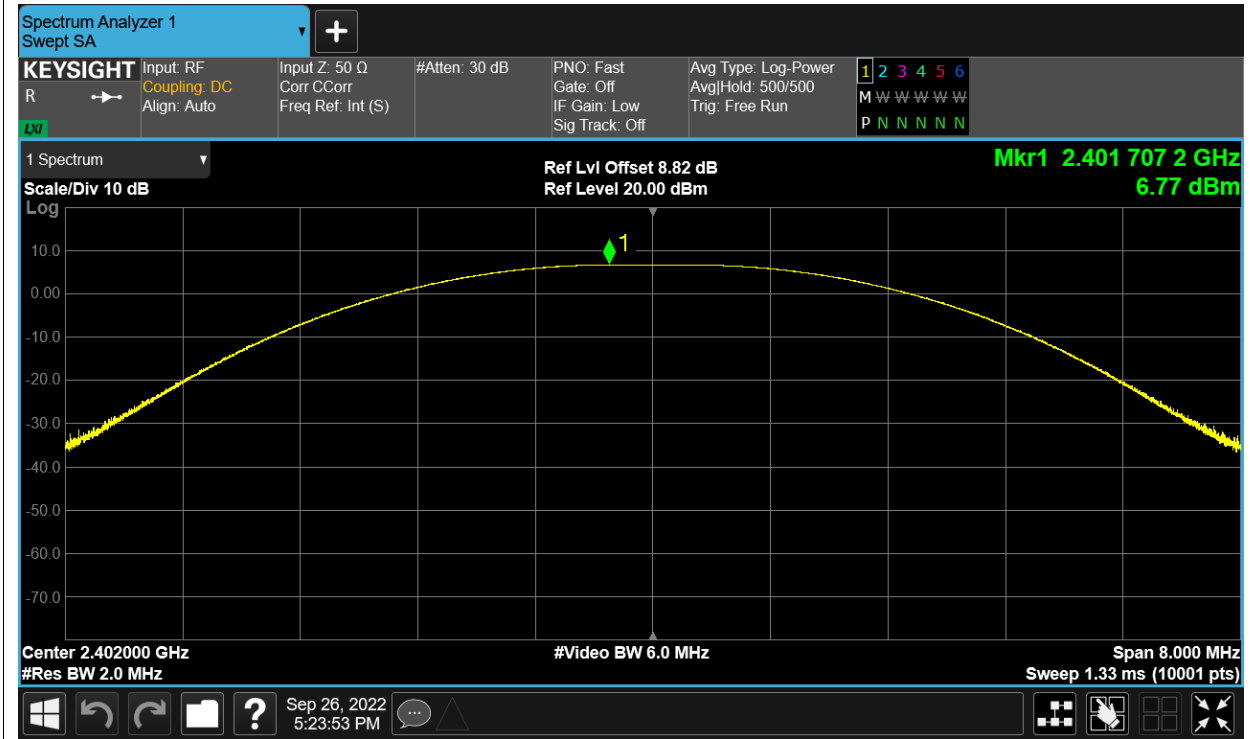 Spectrum Analyzer 1
Swept SA
KEYSIGHT
R
LXI
Input: RF
Coupling: DC
Align: Auto
Input Z: 50 Ω
Corr CCorr
Freq Ref: Int (S)
#Atten: 30 dB
PNO: Fast
Gate: Off
IF Gain: Low
Sig Track: Off
Avg Type: Log-Power
Avg|Hold: 500/500
Trig: Free Run
1 2 3 4 5 6
M W W W W W
P N N N N N
1 Spectrum
Scale/Div 10 dB
Log
Ref Lvl Offset 8.82 dB
Ref Level 20.00 dBm
Mkr1 2.401 707 2 GHz
6.77 dBm
1
10.0
0.00
-10.0
-20.0
-30.0
-40.0
-50.0
-60.0
-70.0
Center 2.402000 GHz
#Video BW 6.0 MHz
Span 8.000 MHz
#Res BW 2.0 MHz
Sweep 1.33 ms (10001 pts)
?
Sep 26, 2022
5:23:53 PM